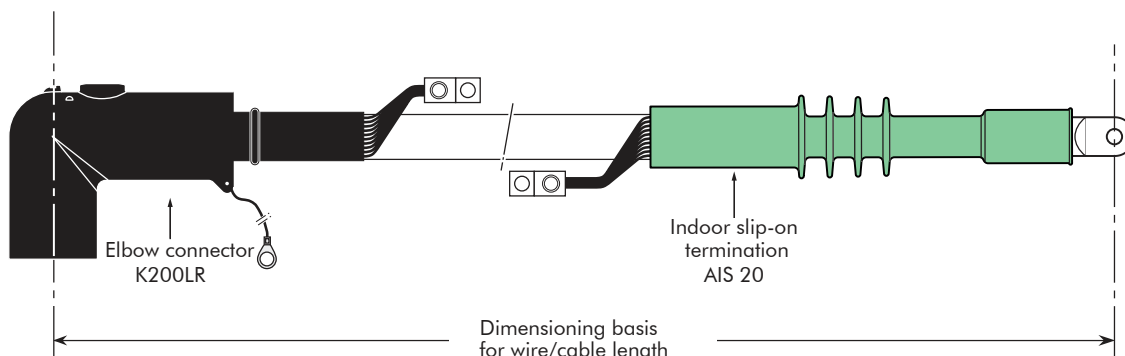 Elbow connector
K200LR
Indoor slip-on
termination
AIS 20
Dimensioning basis
for wire/cable length